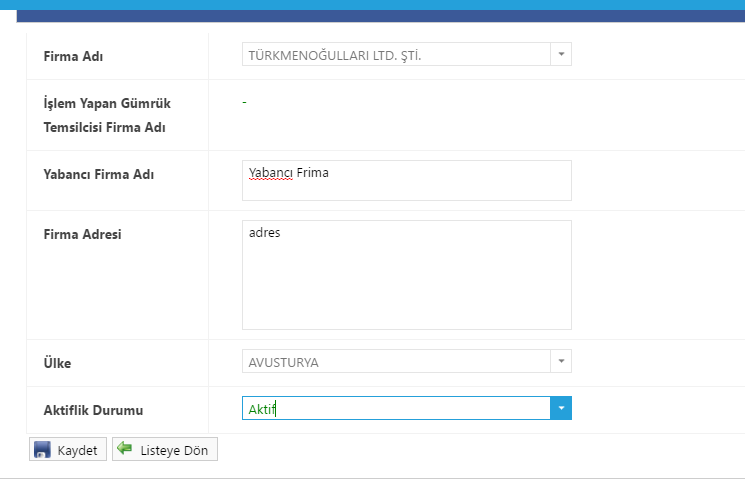 Firma Adı
TÜRKMENOĞULLARI LTD. ŞTİ.
İşlem Yapan Gümrük
Temsilcisi Firma Adı
-
Yabancı Firma Adı
Yabancı Frima
Firma Adresi
adres
Ülke
AVUSTURYA
Aktiflik Durumu
Aktif
Kaydet
Listeye Dön